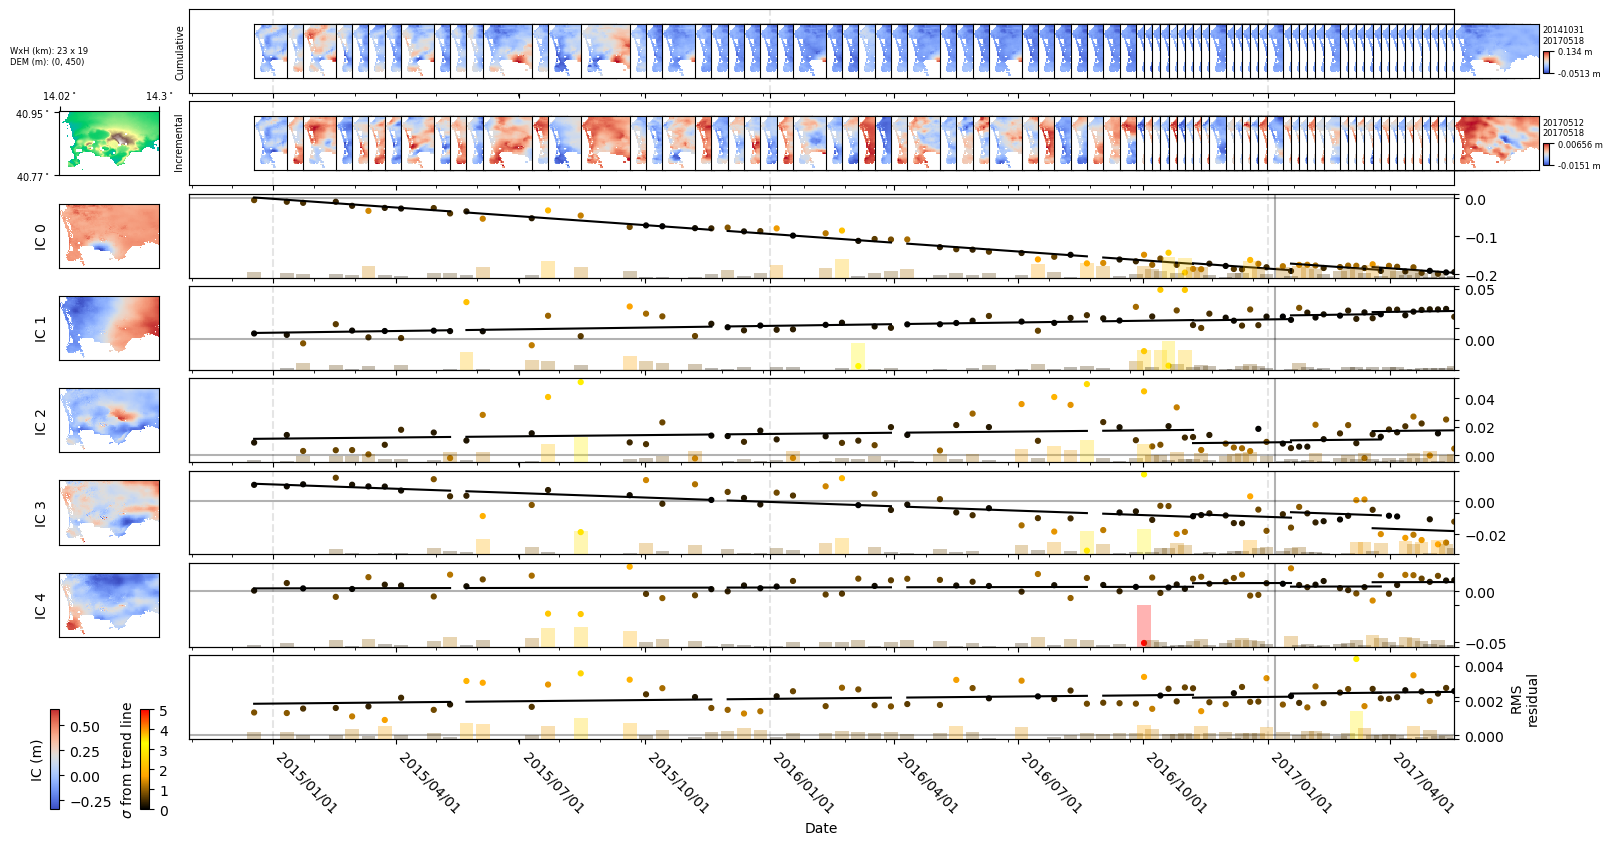 WxH (km): 23 x 19
DEM (m): (0, 450)
Cumulative
20141031
20170518
0.134 m
-0.0513 m
14.02°
14.3°
40.95°
40.77°
Incremental
20170512
20170518
0.00656 m
-0.0151 m
IC 0
0.0
−0.1
−0.2
IC 1
0.05
0.00
IC 2
0.04
0.02
0.00
IC 3
0.00
−0.02
IC 4
0.00
−0.05
RMS
residual
0.004
0.002
0.000
IC (m)
0.50
0.25
0.00
−0.25
σ from trend line
5
4
3
2
1
0
2015/01/01
2015/04/01
2015/07/01
2015/10/01
2016/01/01
2016/04/01
2016/07/01
2016/10/01
2017/01/01
2017/04/01
Date